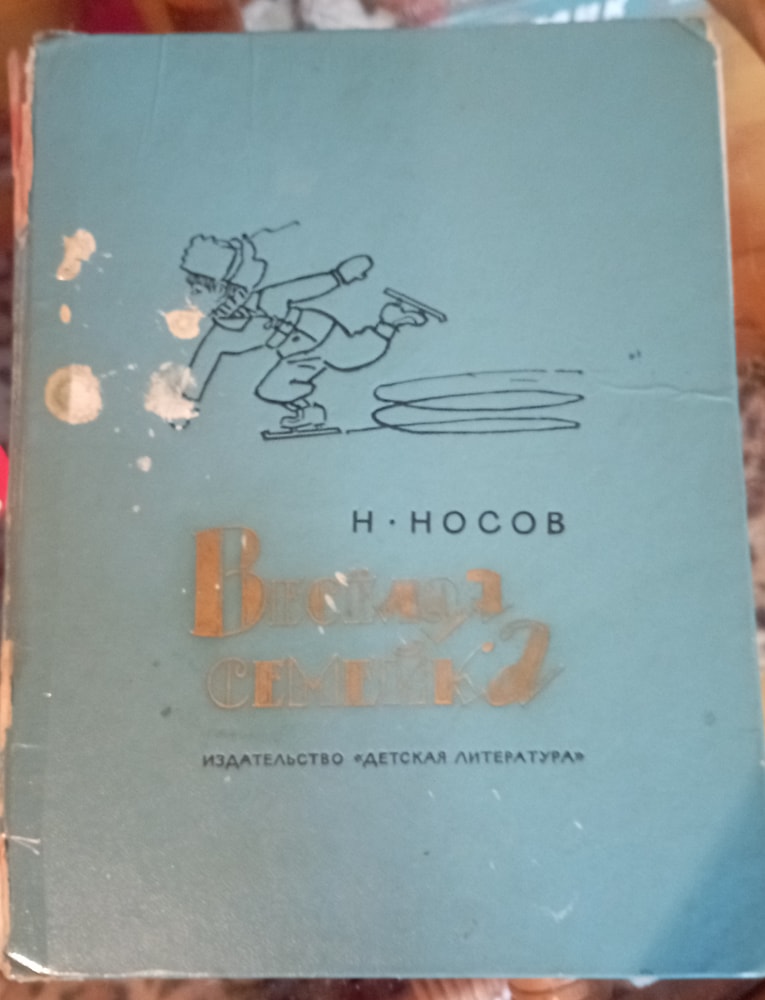 Н · НОСОВ
Весёлая
семейка
ИЗДАТЕЛЬСТВО «ДЕТСКАЯ ЛИТЕРАТУРА»